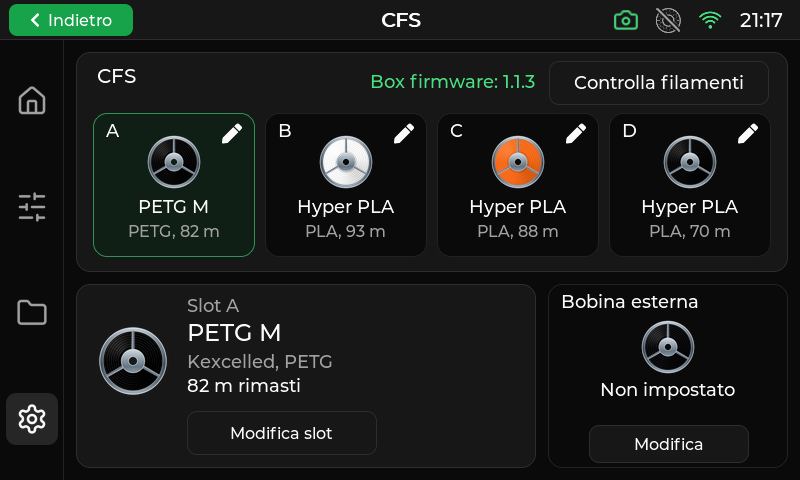 Indietro
CFS
21:17
CFS
Box firmware: 1.1.3
Controlla filamenti
A
PETG M
PETG, 82 m
B
Hyper PLA
PLA, 93 m
C
Hyper PLA
PLA, 88 m
D
Hyper PLA
PLA, 70 m
Slot A
PETG M
Kexcelled, PETG
82 m rimasti
Modifica slot
Bobina esterna
Non impostato
Modifica